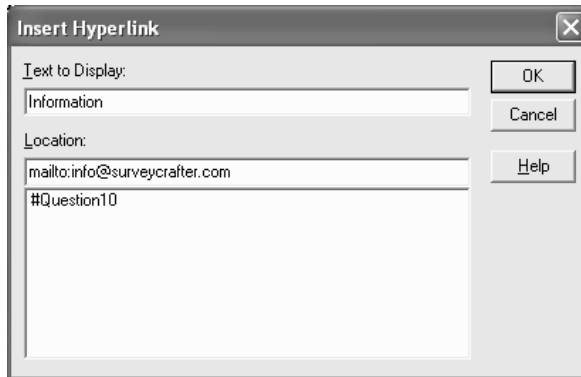 Insert Hyperlink
Text to Display:
OK
Information
Cancel
Location:
mailto:info@surveycrafter.com
Help
#Question10